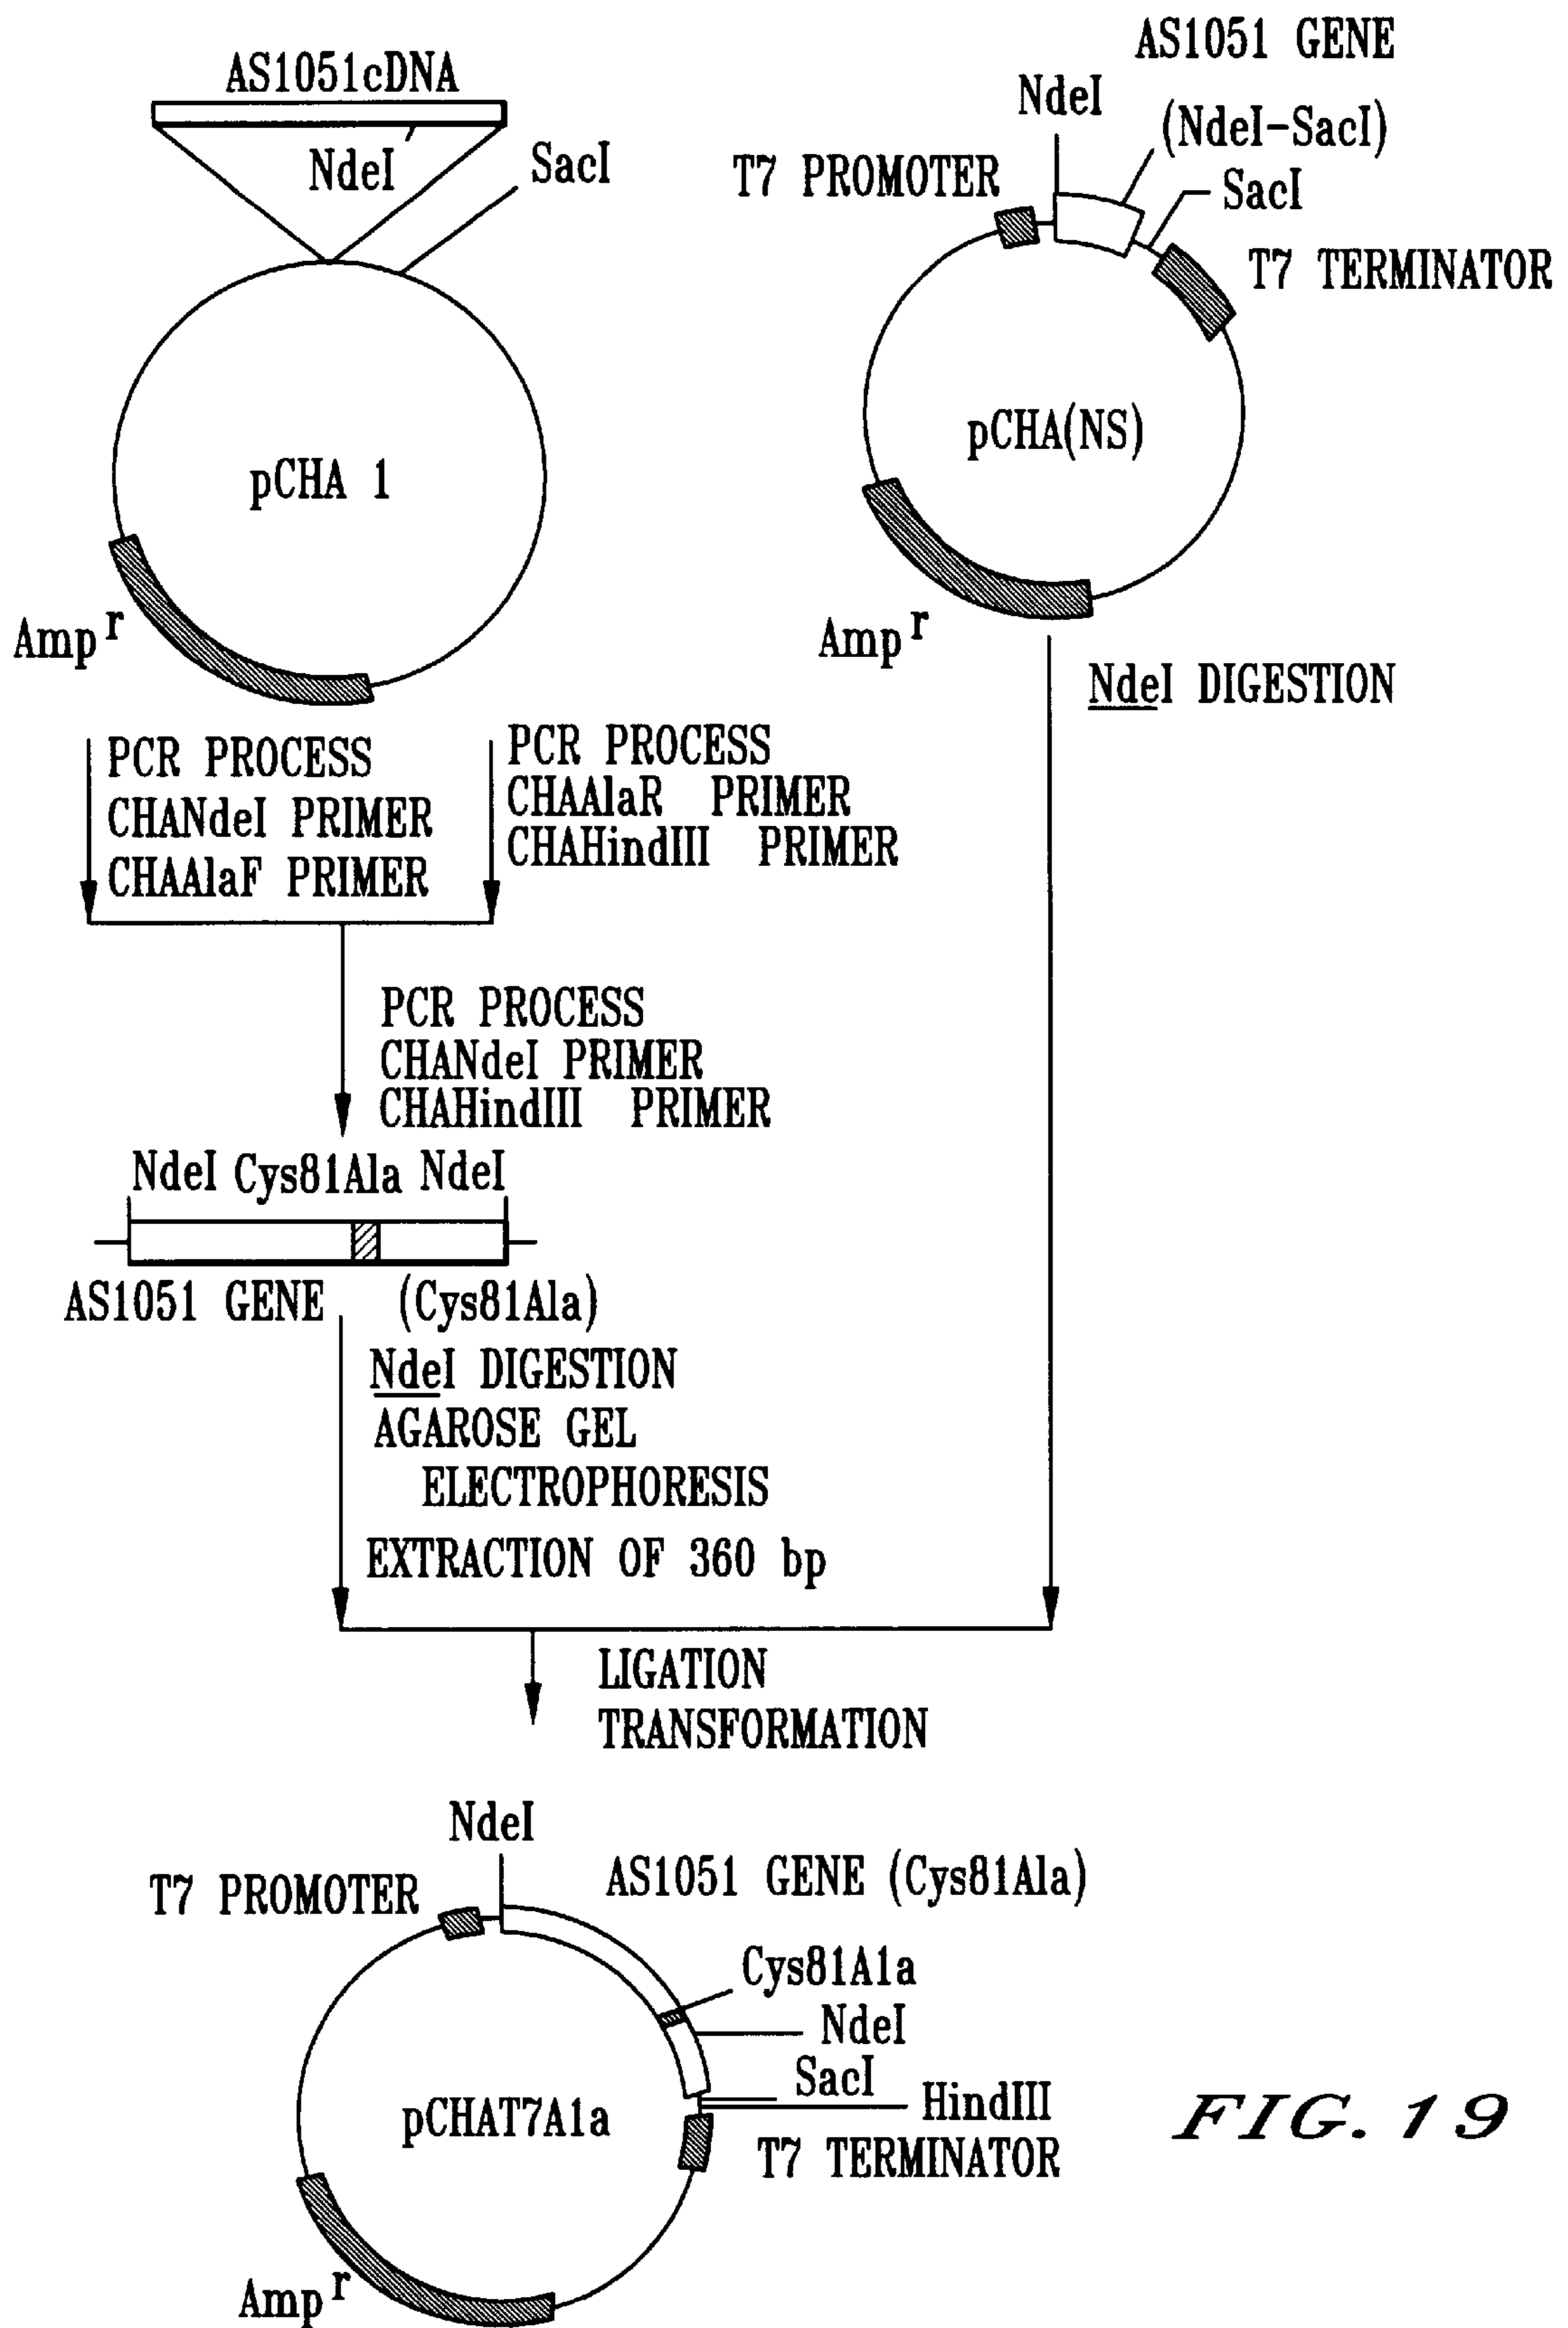 AS1051cDNA
NdeI
SacI
pCHA 1
Amp r
AS1051 GENE
NdeI
(NdeI-SacI)
T7 PROMOTER
SacI
T7 TERMINATOR
pCHA(NS)
Amp r
NdeI DIGESTION
PCR PROCESS
CHANdeI PRIMER
CHAAlaF PRIMER
PCR PROCESS
CHAAlaR PRIMER
CHAHindIII PRIMER
PCR PROCESS
CHANdeI PRIMER
CHAHindIII PRIMER
NdeI Cys81Ala NdeI
AS1051 GENE (Cys81Ala)
NdeI DIGESTION
AGAROSE GEL
ELECTROPHORESIS
EXTRACTION OF 360 bp
LIGATION
TRANSFORMATION
NdeI
AS1051 GENE (Cys81Ala)
T7 PROMOTER
Cys81A1a
NdeI
SacI
HindIII
pCHAT7A1a
T7 TERMINATOR
Amp r
FIG. 19